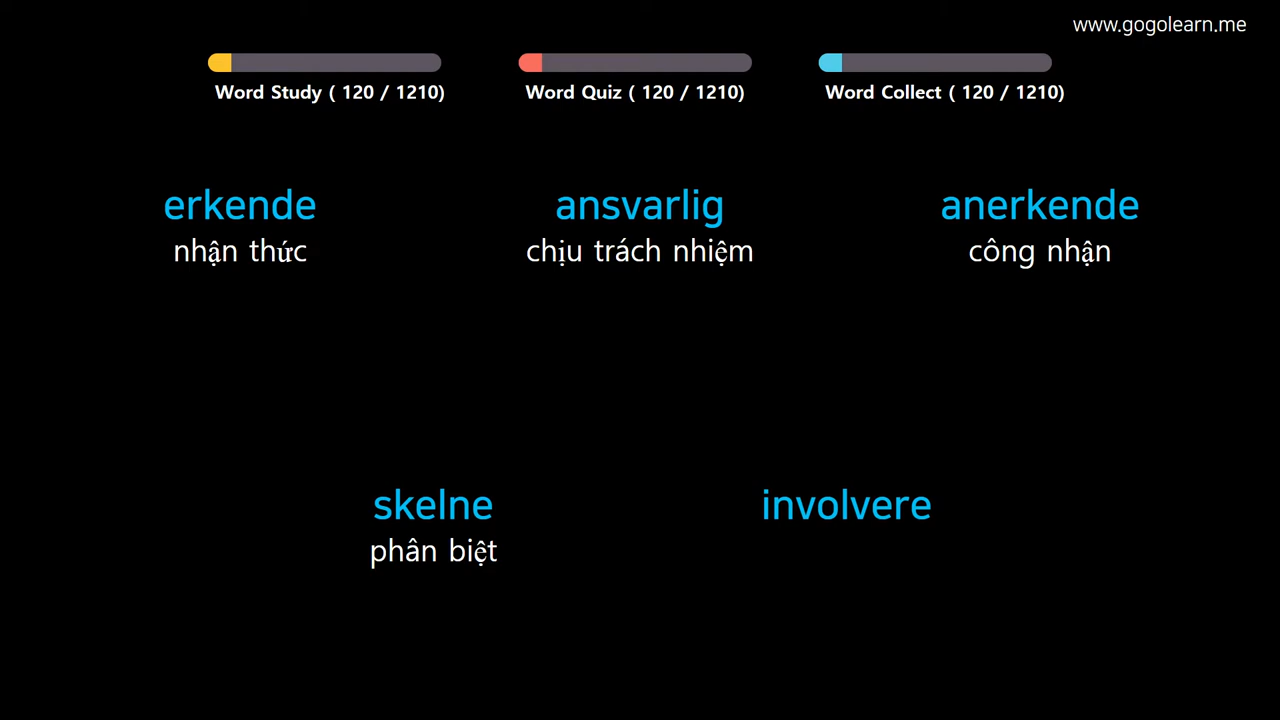 www.gogolearn.me
Word Study ( 120 / 1210)
Word Quiz ( 120 / 1210)
Word Collect ( 120 / 1210)
erkende
nhận thức
ansvarlig
chịu trách nhiệm
anerkende
công nhận
skelne
phân biệt
involvere